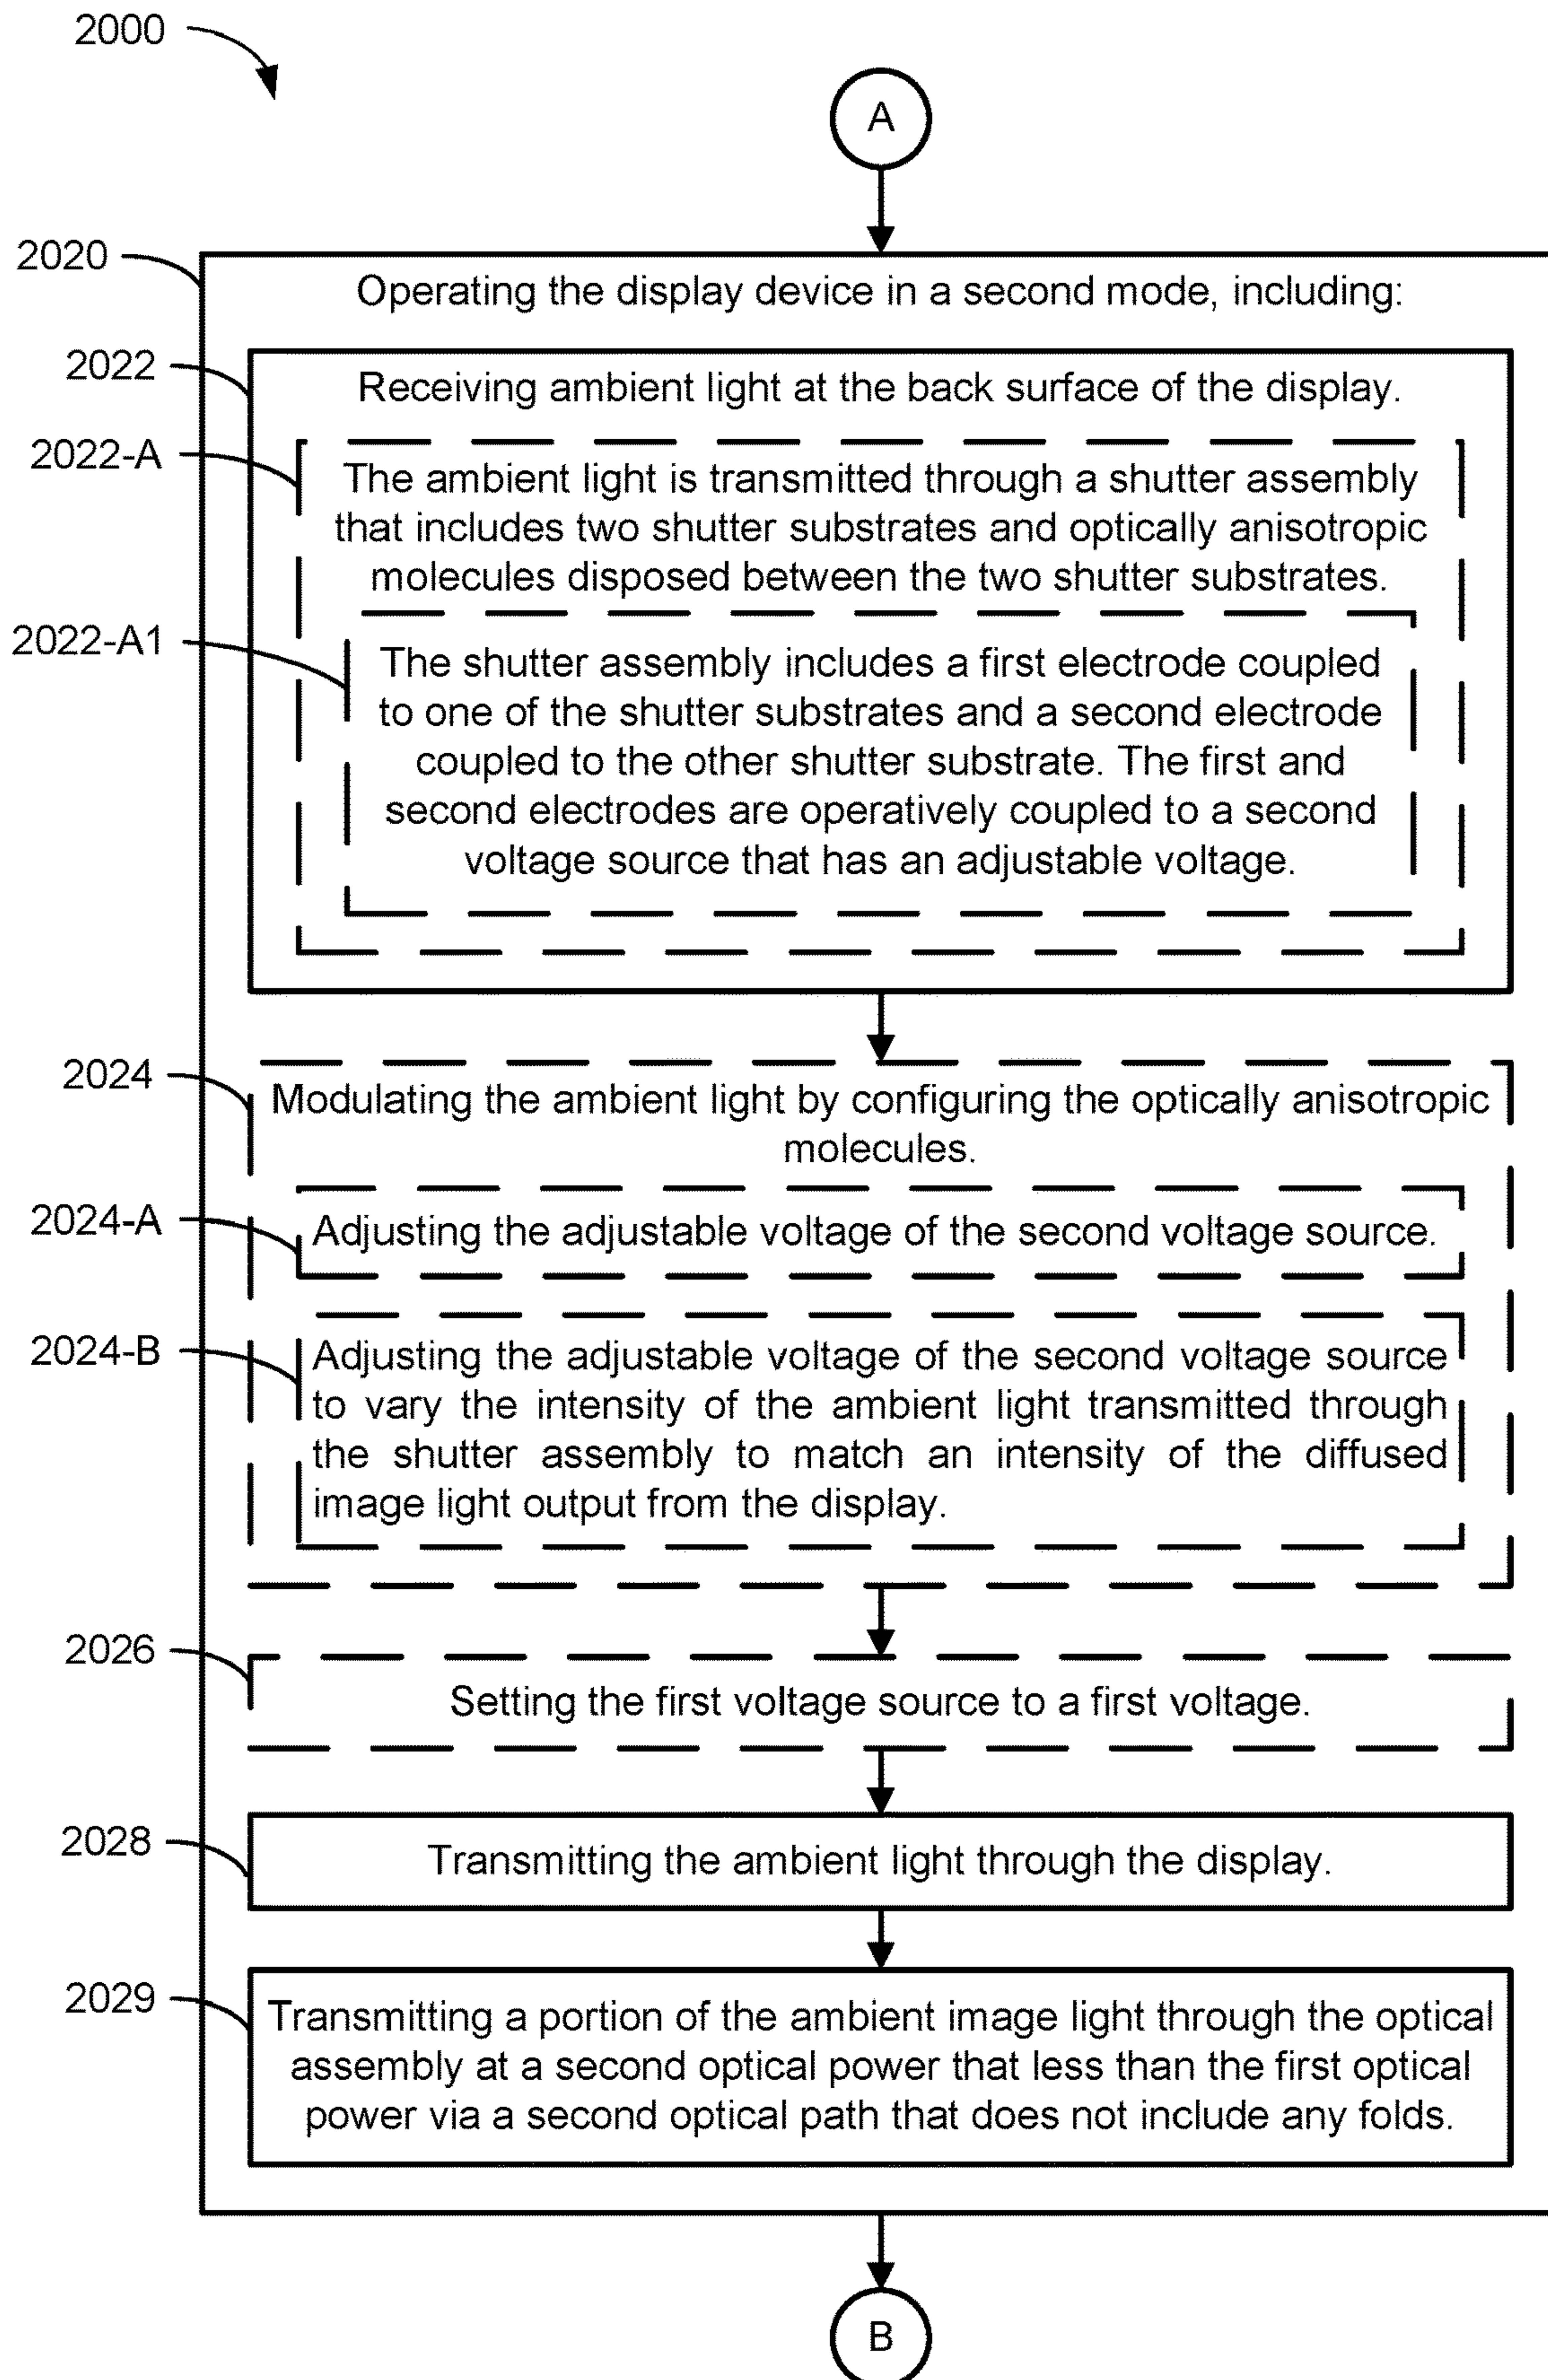 2000
A
2020
Operating the display device in a second mode, including:
2022
Receiving ambient light at the back surface of the display.
2022-A
The ambient light is transmitted through a shutter assembly
that includes two shutter substrates and optically anisotropic
molecules disposed between the two shutter substrates.
2022-A1
The shutter assembly includes a first electrode coupled
to one of the shutter substrates and a second electrode
coupled to the other shutter substrate. The first and
second electrodes are operatively coupled to a second
voltage source that has an adjustable voltage.
2024
Modulating the ambient light by configuring the optically anisotropic
molecules.
2024-A
Adjusting the adjustable voltage of the second voltage source.
2024-B
Adjusting the adjustable voltage of the second voltage source
to vary the intensity of the ambient light transmitted through
the shutter assembly to match an intensity of the diffused
image light output from the display.
2026
Setting the first voltage source to a first voltage.
2028
Transmitting the ambient light through the display.
2029
Transmitting a portion of the ambient image light through the optical
assembly at a second optical power that less than the first optical
power via a second optical path that does not include any folds.
B